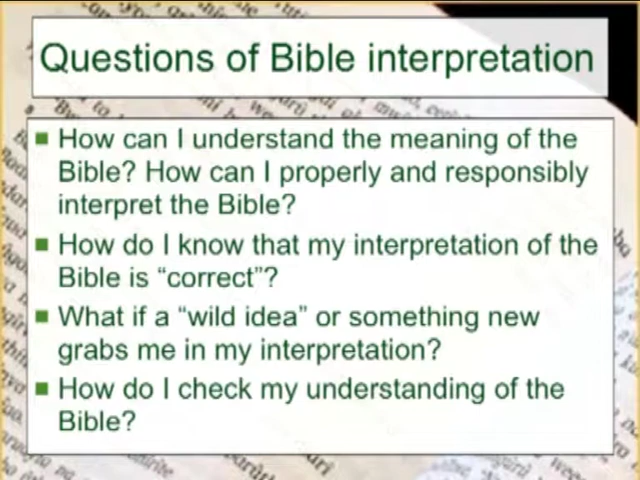 Questions of Bible interpretation
How can I understand the meaning of the
Bible? How can I properly and responsibly
interpret the Bible?
How do I know that my interpretation of the
Bible is “correct”?
What if a “wild idea” or something new
grabs me in my interpretation?
How do I check my understanding of the
Bible?